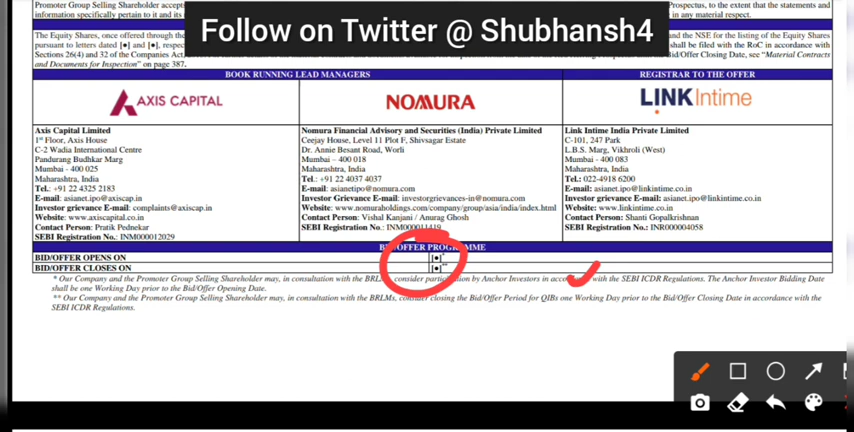 Promoter Group Selling Shareholder accepts
Prospectus, to the extent that the statements and
information specifically pertain to it and its
in any material respect.
Follow on Twitter @ Shubhansh4
The Equity Shares, once offered through the
and the NSE for the listing of the Equity Shares
pursuant to letters dated [●] and [●], respec
shall be filed with the RoC in accordance with
Sections 26(4) and 32 of the Companies Act,
Bid/Offer Closing Date, see "Material Contracts
and Documents for Inspection" on page 387.
BOOK RUNNING LEAD MANAGERS
REGISTRAR TO THE OFFER
AXIS CAPITAL
NOMURA
LINKIntime
Axis Capital Limited
1st Floor, Axis House
C-2 Wadia International Centre
Pandurang Budhkar Marg
Mumbai - 400 025
Maharashtra, India
Tel.: +91 22 4325 2183
E-mail: asianet.ipo@axiscap.in
Investor grievance E-mail: complaints@axiscap.in
Website: www.axiscapital.co.in
Contact Person: Pratik Pednekar
SEBI Registration No.: INM000012029
Nomura Financial Advisory and Securities (India) Private Limited
Ceejay House, Level 11 Plot F, Shivsagar Estate
Dr. Annie Besant Road, Worli
Mumbai – 400 018
Maharashtra, India
Tel.: +91 22 4037 4037
E-mail: asianetipo@nomura.com
Investor grievance E-mail: investorgrievances-in@nomura.com
Website: www.nomuraholdings.com/company/group/asia/india/index.html
Contact Person: Vishal Kanjani / Anurag Ghosh
SEBI Registration No.: INM000011419
Link Intime India Private Limited
C-101, 247 Park
L.B.S. Marg, Vikhroli (West)
Mumbai – 400 083
Maharashtra, India
Tel.: 022-4918 6200
E-mail: asianet.ipo@linkintime.co.in
Investor grievance E-mail: asianet.ipo@linkintime.co.in
Website: www.linkintime.co.in
Contact Person: Shanti Gopalkrishnan
SEBI Registration No.: INR000004058
BID/OFFER PROGRAMME
BID/OFFER OPENS ON [●]*
BID/OFFER CLOSES ON [●]**
* Our Company and the Promoter Group Selling Shareholder may, in consultation with the BRLMs, consider participation by Anchor Investors in accordance with the SEBI ICDR Regulations. The Anchor Investor Bidding Date
shall be one Working Day prior to the Bid/Offer Opening Date.
** Our Company and the Promoter Group Selling Shareholder may, in consultation with the BRLMs, consider closing the Bid/Offer Period for QIBs one Working Day prior to the Bid/Offer Closing Date in accordance with the
SEBI ICDR Regulations.